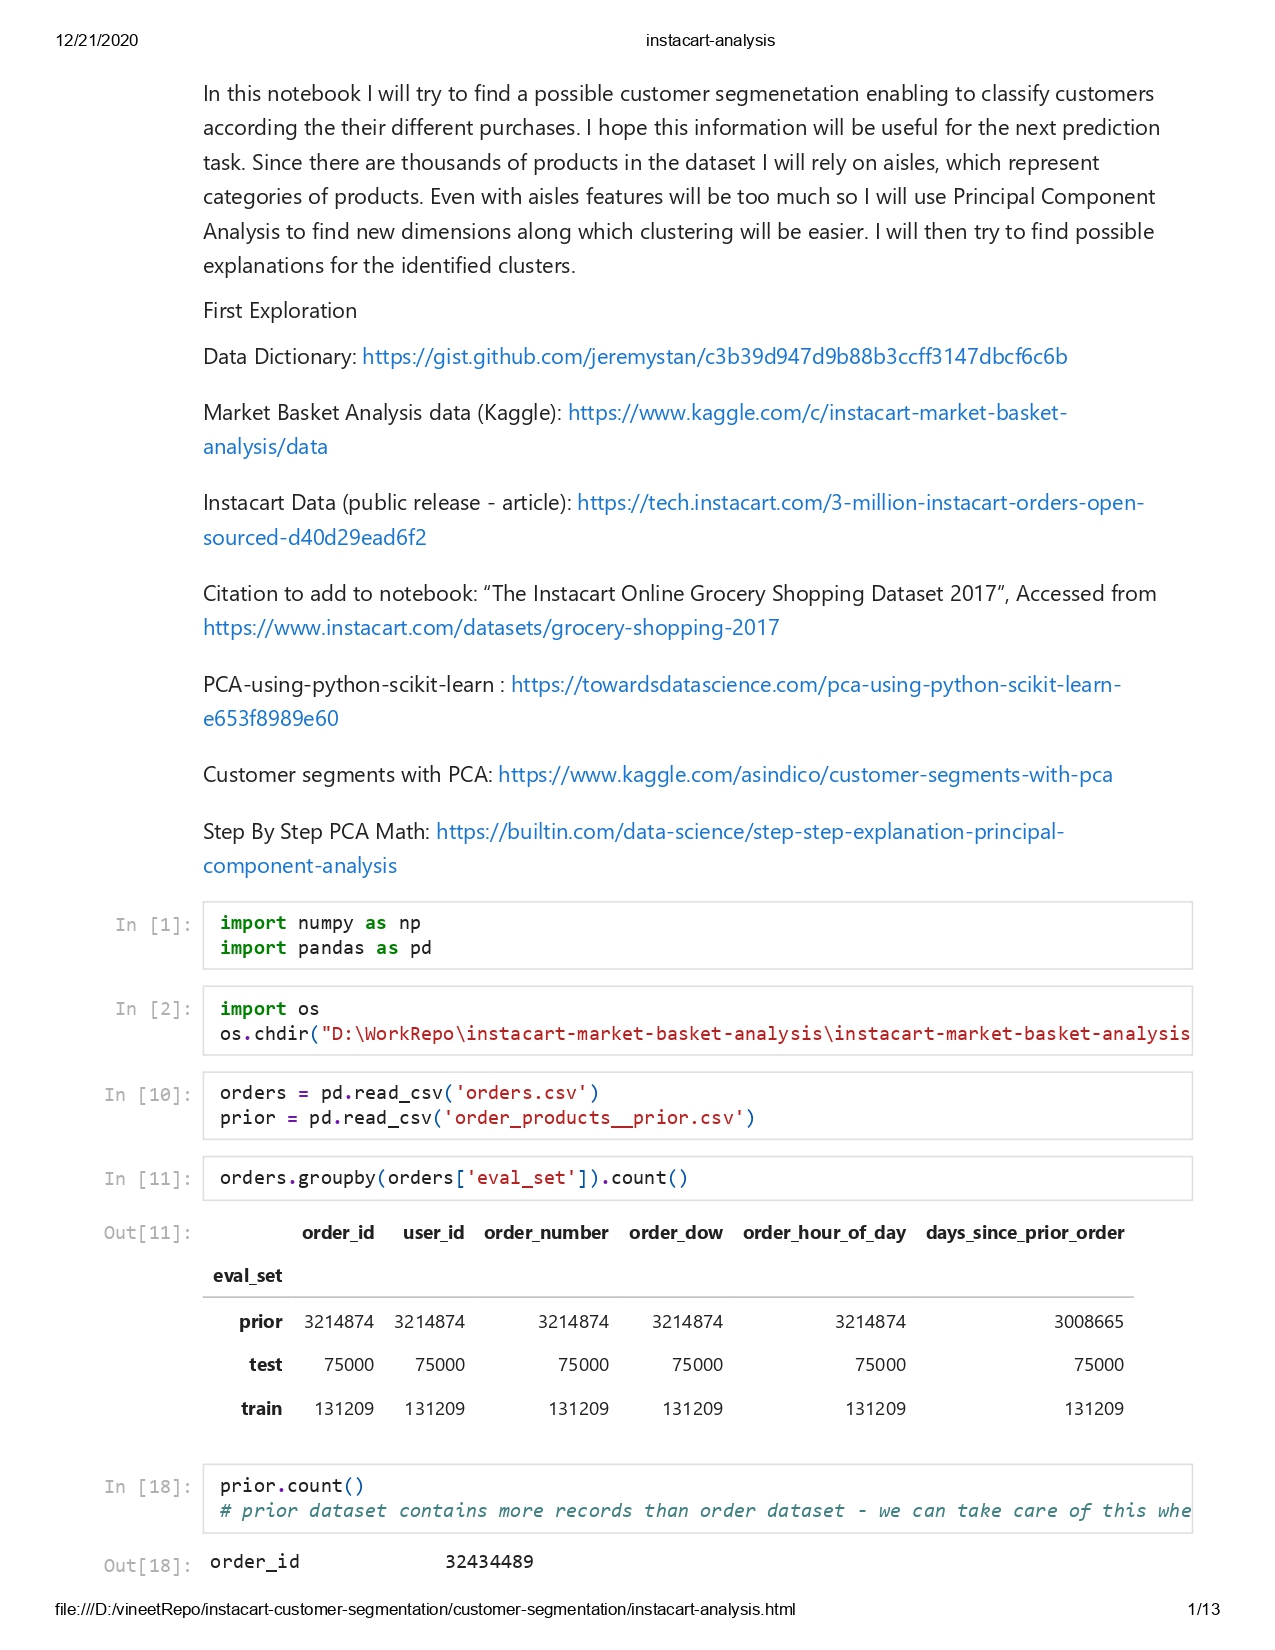 12/21/2020 instacart-analysis
In this notebook I will try to find a possible customer segmenetation enabling to classify customers
according the their different purchases. I hope this information will be useful for the next prediction
task. Since there are thousands of products in the dataset I will rely on aisles, which represent
categories of products. Even with aisles features will be too much so I will use Principal Component
Analysis to find new dimensions along which clustering will be easier. I will then try to find possible
explanations for the identified clusters.
First Exploration
Data Dictionary: https://gist.github.com/jeremystan/c3b39d947d9b88b3ccff3147dbcf6c6b
Market Basket Analysis data (Kaggle): https://www.kaggle.com/c/instacart-market-basket-
analysis/data
Instacart Data (public release - article): https://tech.instacart.com/3-million-instacart-orders-open-
sourced-d40d29ead6f2
Citation to add to notebook: “The Instacart Online Grocery Shopping Dataset 2017”, Accessed from
https://www.instacart.com/datasets/grocery-shopping-2017
PCA-using-python-scikit-learn : https://towardsdatascience.com/pca-using-python-scikit-learn-
e653f8989e60
Customer segments with PCA: https://www.kaggle.com/asindico/customer-segments-with-pca
Step By Step PCA Math: https://builtin.com/data-science/step-step-explanation-principal-
component-analysis
In [1]: import numpy as np
import pandas as pd
In [2]: import os
os.chdir("D:\WorkRepo\instacart-market-basket-analysis\instacart-market-basket-analysis
In [10]: orders = pd.read_csv('orders.csv')
prior = pd.read_csv('order_products__prior.csv')
In [11]: orders.groupby(orders['eval_set']).count()
Out[11]: order_id user_id order_number order_dow order_hour_of_day days_since_prior_order
eval_set
prior 3214874 3214874 3214874 3214874 3214874 3008665
test 75000 75000 75000 75000 75000 75000
train 131209 131209 131209 131209 131209 131209
In [18]: prior.count()
# prior dataset contains more records than order dataset - we can take care of this whe
Out[18]: order_id 32434489
file:///D:/vineetRepo/instacart-customer-segmentation/customer-segmentation/instacart-analysis.html 1/13